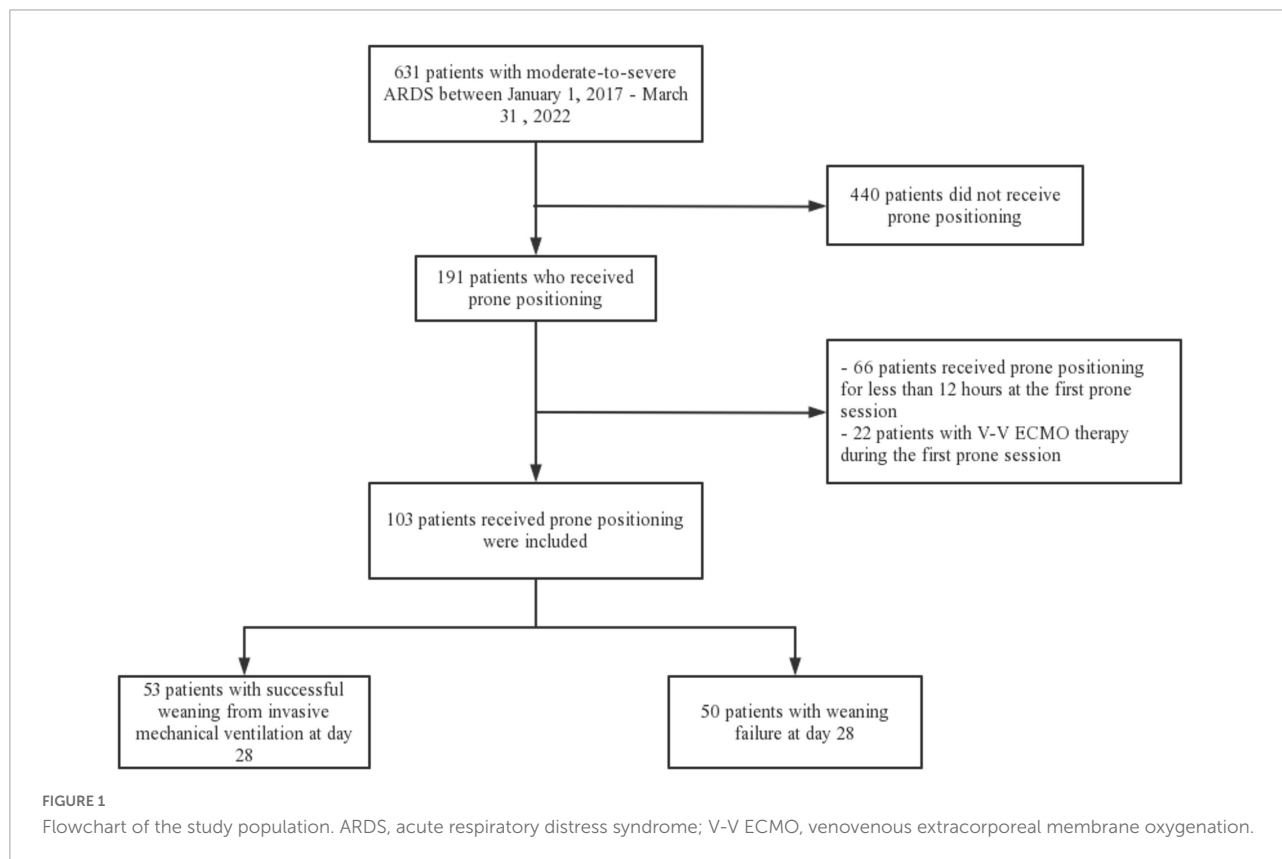 631 patients with moderate-to-severe
ARDS between January 1, 2017 - March
31 , 2022
440 patients did not receive
prone positioning
191 patients who received
prone positioning
- 66 patients received prone positioning
for less than 12 hours at the first prone
session
- 22 patients with V-V ECMO therapy
during the first prone session
103 patients received prone positioning
were included
53 patients with successful
weaning from invasive
mechanical ventilation at day
28
50 patients with weaning
failure at day 28
FIGURE 1
Flowchart of the study population. ARDS, acute respiratory distress syndrome; V-V ECMO, venovenous extracorporeal membrane oxygenation.